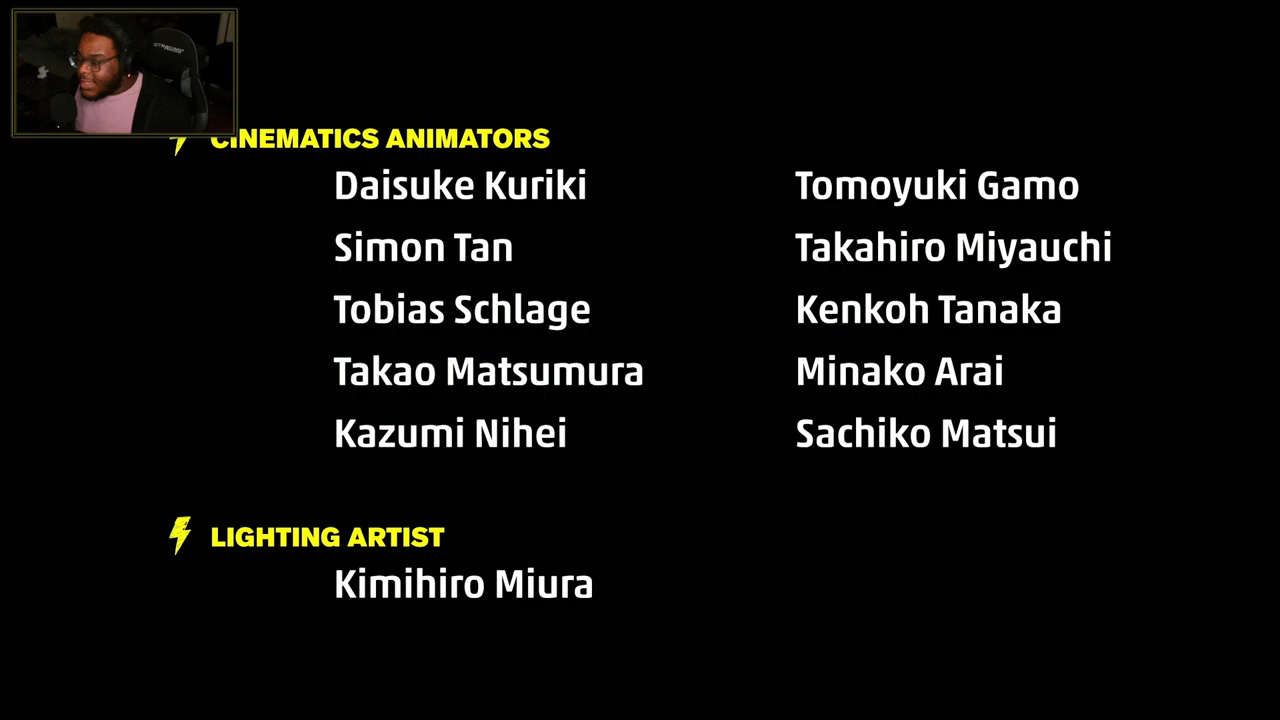 CINEMATICS ANIMATORS
Daisuke Kuriki Tomoyuki Gamo
Simon Tan Takahiro Miyauchi
Tobias Schlage Kenkoh Tanaka
Takao Matsumura Minako Arai
Kazumi Nihei Sachiko Matsui
LIGHTING ARTIST
Kimihiro Miura